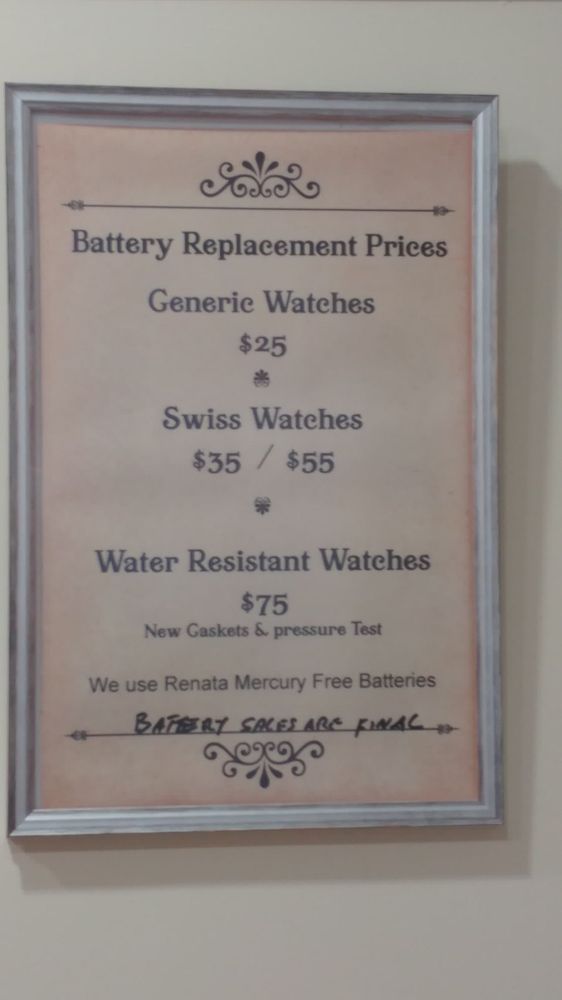 Battery Replacement Prices
Generic Watches
$25
Swiss Watches
$35 / $55
Water Resistant Watches
$75
New Gaskets & pressure Test
We use Renata Mercury Free Batteries
BATTERY SALES ARE FINAL